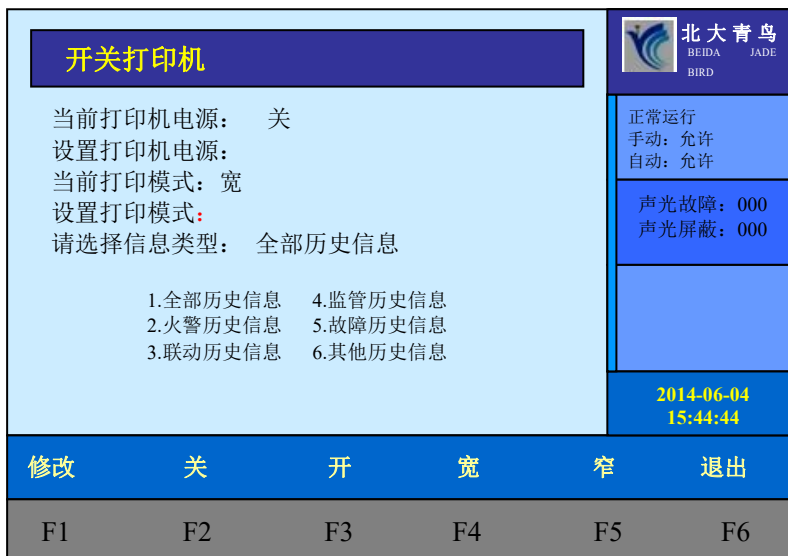 开关打印机
北大青鸟
BEIDA JADE
BIRD
当前打印机电源： 关
设置打印机电源：
当前打印模式：宽
设置打印模式：
请选择信息类型： 全部历史信息
1.全部历史信息 4.监管历史信息
2.火警历史信息 5.故障历史信息
3.联动历史信息 6.其他历史信息
正常运行
手动：允许
自动：允许
声光故障：000
声光屏蔽：000
2014-06-04
15:44:44
修改 关 开 宽 窄 退出
F1 F2 F3 F4 F5 F6